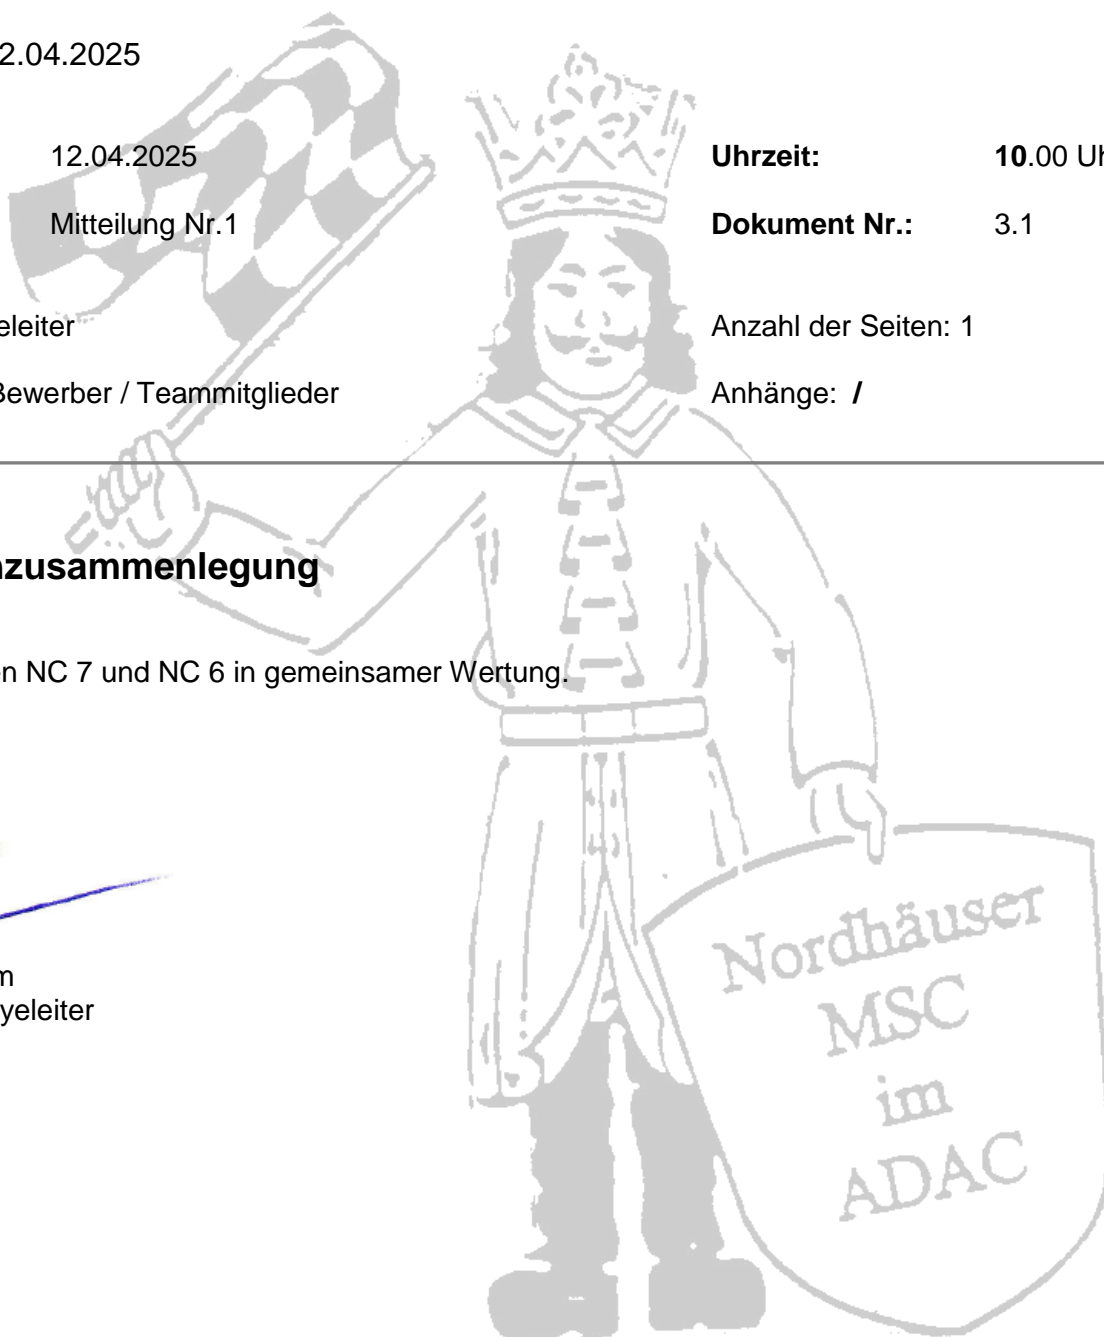 2.04.2025
12.04.2025 Uhrzeit: 10.00 Uh
Mitteilung Nr.1 Dokument Nr.: 3.1
eleiter Anzahl der Seiten: 1
Bewerber / Teammitglieder Anhänge: /
nzusammenlegung
en NC 7 und NC 6 in gemeinsamer Wertung.
m
yeleiter
Nordhäuser
MSC
im
ADAC